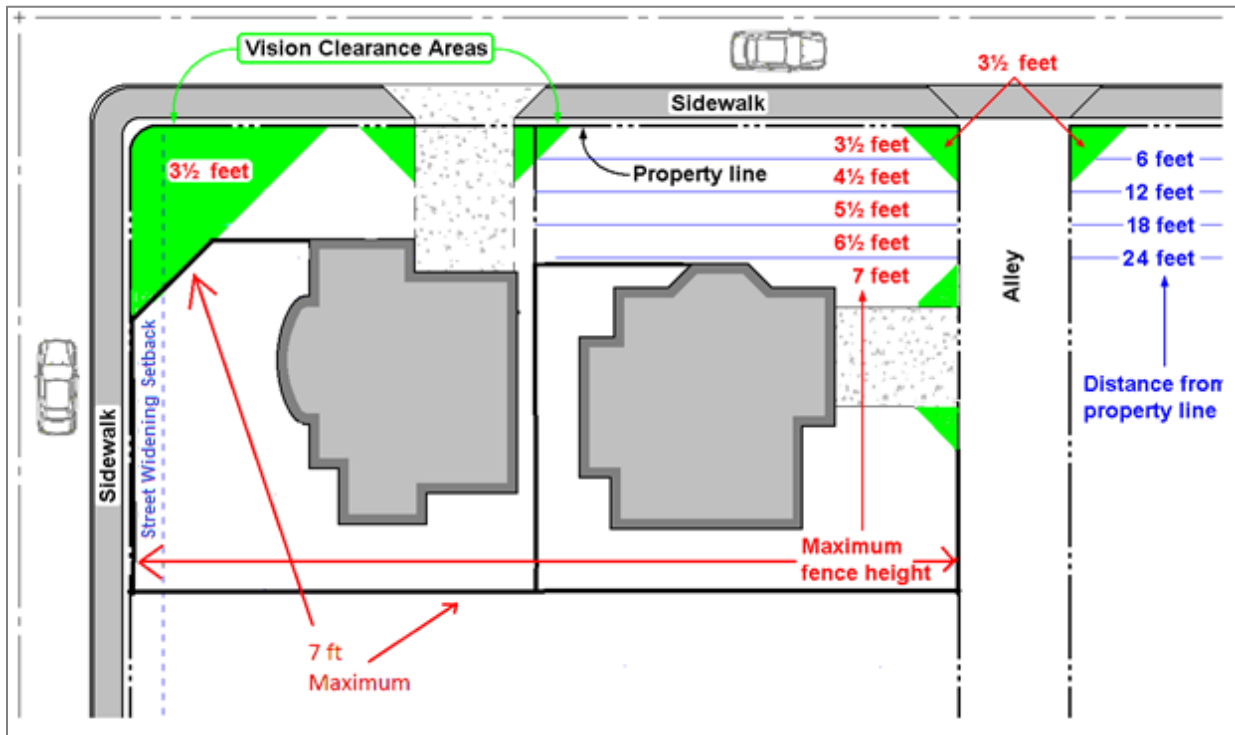 Vision Clearance Areas
3½ feet
Sidewalk
3½ feet
Property line
3½ feet
4½ feet
5½ feet
6½ feet
7 feet
6 feet
12 feet
18 feet
24 feet
Alley
Distance from
property line
Sidewalk
Street Widening Setback
Maximum
fence height
7 ft
Maximum